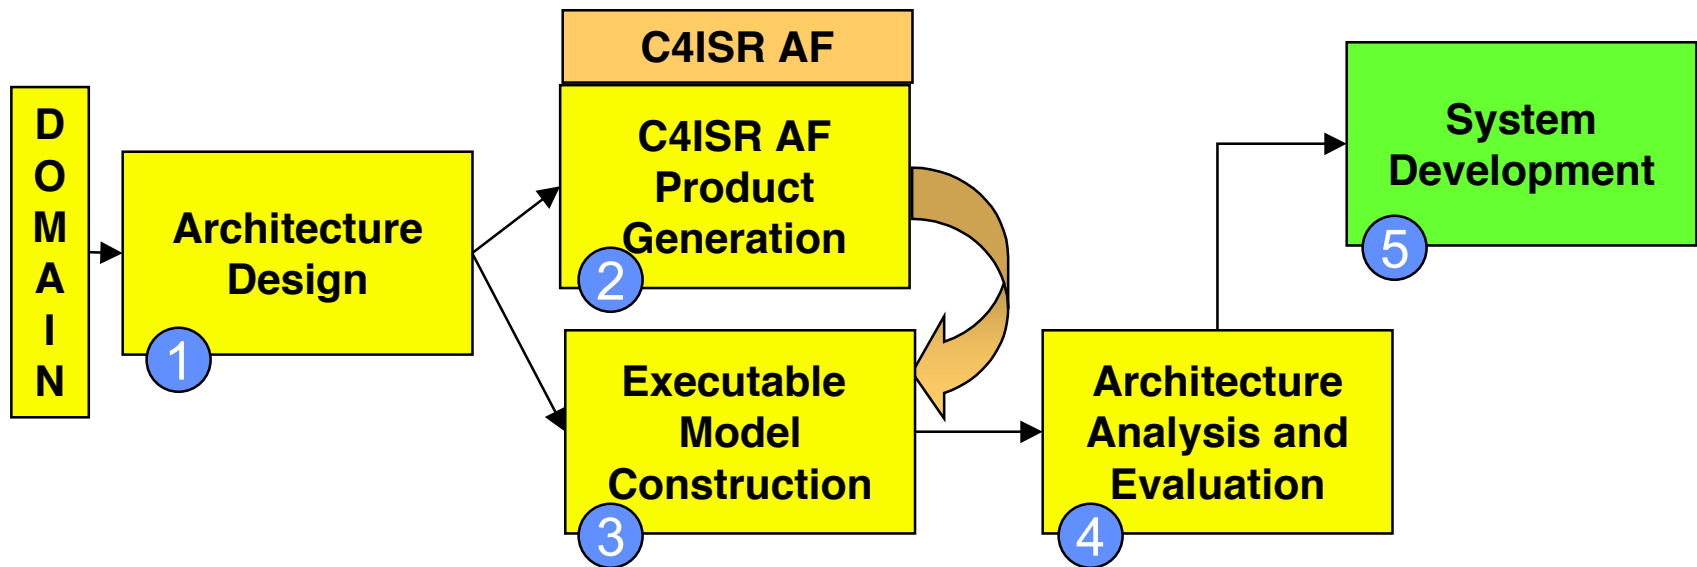 D
O
M
A
I
N
Architecture
Design
1
C4ISR AF
C4ISR AF
Product
Generation
2
Executable
Model
Construction
3
Architecture
Analysis and
Evaluation
4
System
Development
5